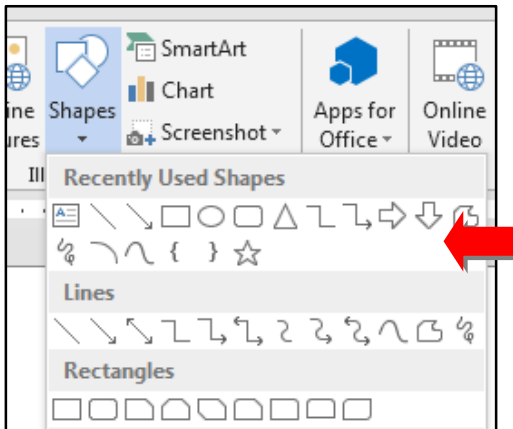 SmartArt
Chart
Screenshot
Shapes
Apps for
Office
Online
Video
Recently Used Shapes
Lines
Rectangles